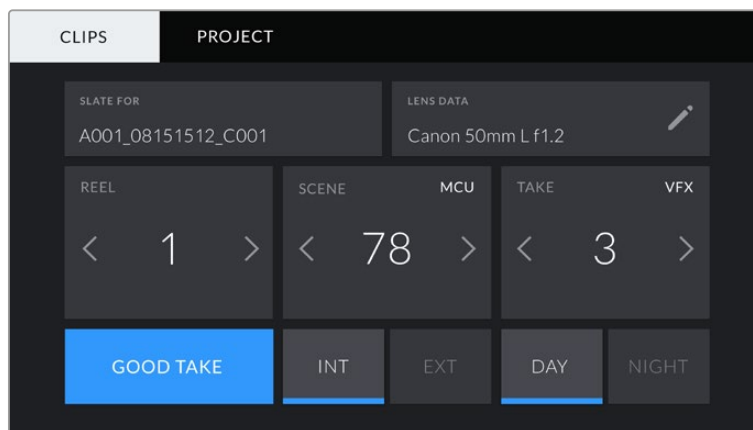 CLIPS PROJECT
SLATE FOR
A001_08151512_C001
LENS DATA
Canon 50mm L f1.2
REEL
1
SCENE MCU
78
TAKE VFX
3
GOOD TAKE INT EXT DAY NIGHT